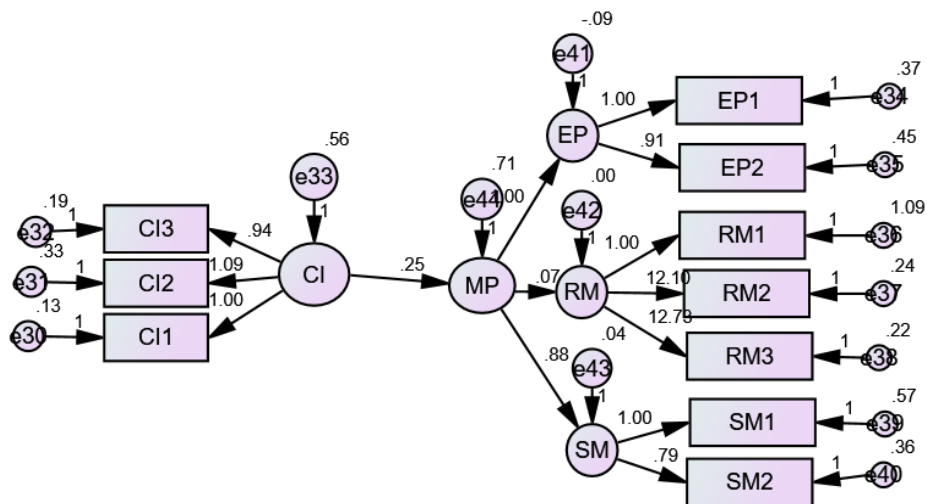 -.09
e41
1
.37
1.00
EP1
1
e34
EP
.56
.91
.45
.71
EP2
1
e35
e33
.00
e44
1.00
.19
1
e42
1.09
e32
1
CI3
1
1
1.00
RM1
1
e36
.94
.33
.24
CI
.25
MP
.07
RM
12.10
RM2
1
e37
e31
1
CI2
1.09
.13
1.00
12.73
.22
e30
1
CI1
.04
RM3
1
e38
.88
e43
.57
1
1.00
SM1
1
e39
SM
.36
.79
SM2
1
e40